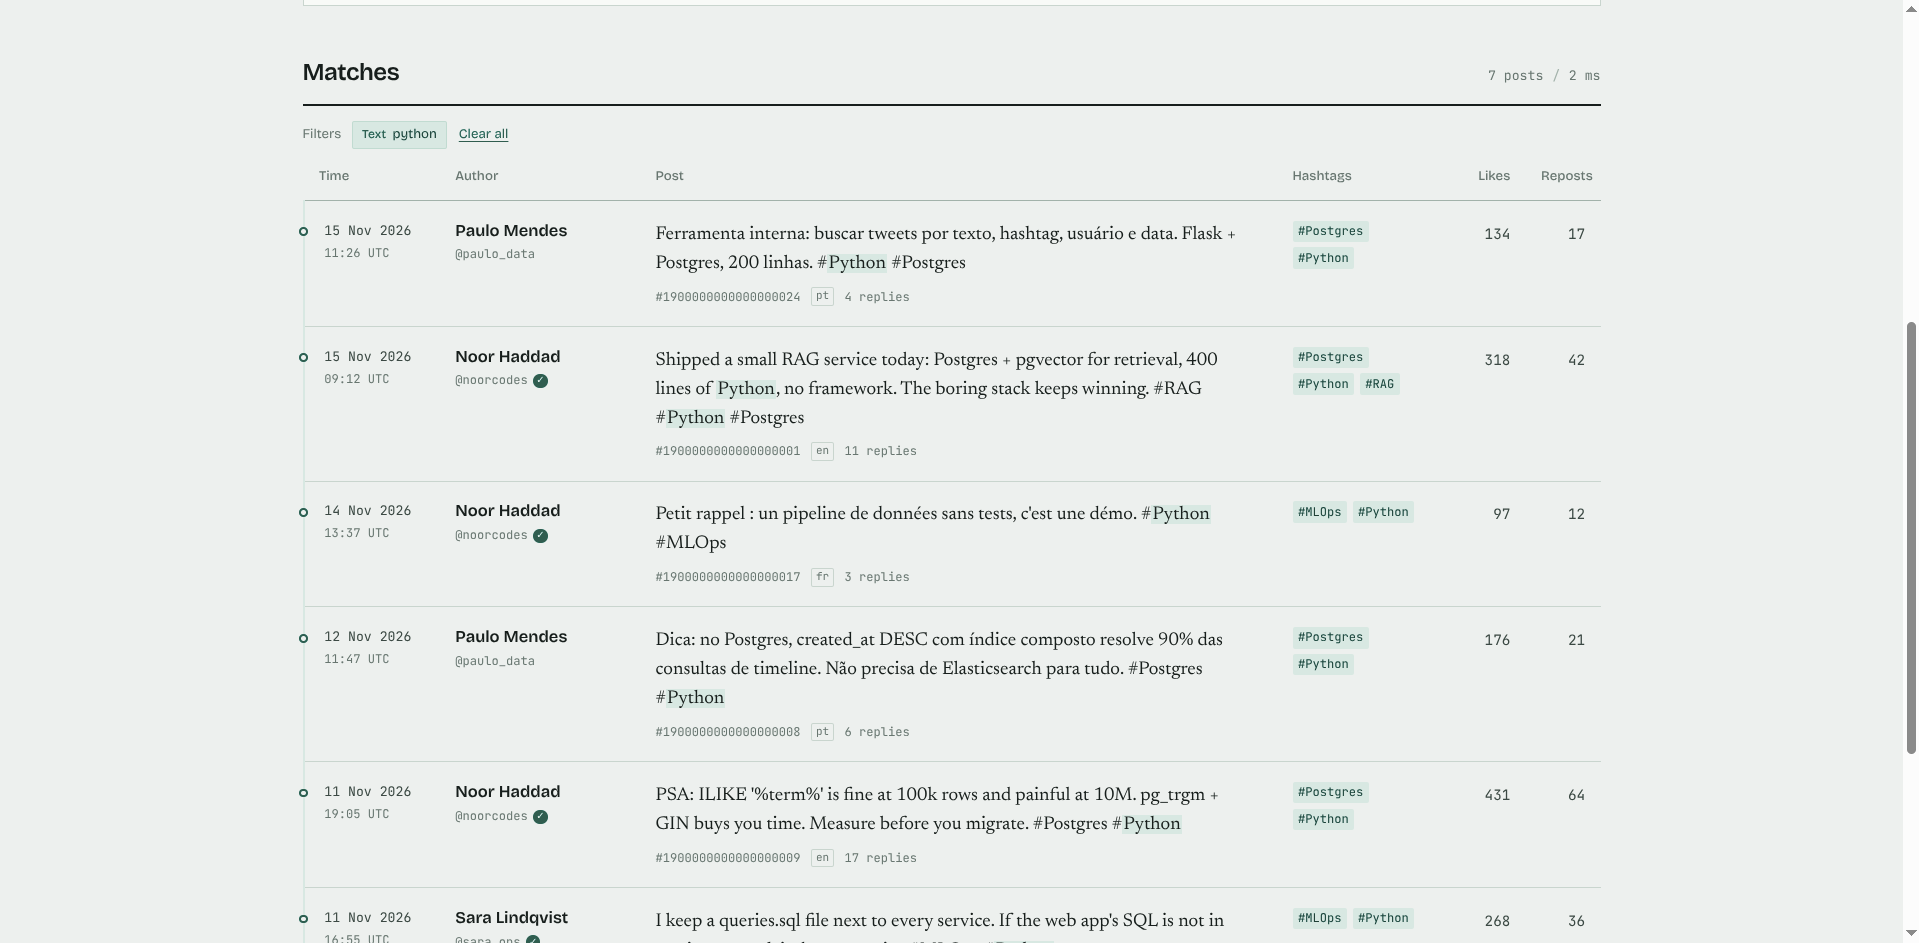 Matches
7 posts / 2 ms
Filters Text python Clear all
Time Author Post Hashtags Likes Reposts
15 Nov 2026
11:26 UTC
Paulo Mendes
@paulo_data
Ferramenta interna: buscar tweets por texto, hashtag, usuário e data. Flask +
Postgres, 200 linhas. #Python #Postgres
#1900000000000000024 pt 4 replies
#Postgres
#Python
134
17
15 Nov 2026
09:12 UTC
Noor Haddad
@noorcodes ✓
Shipped a small RAG service today: Postgres + pgvector for retrieval, 400
lines of Python, no framework. The boring stack keeps winning. #RAG
#Python #Postgres
#1900000000000000001 en 11 replies
#Postgres
#Python #RAG
318
42
14 Nov 2026
13:37 UTC
Noor Haddad
@noorcodes ✓
Petit rappel : un pipeline de données sans tests, c'est une démo. #Python
#MLOps
#1900000000000000017 fr 3 replies
#MLOps #Python
97
12
12 Nov 2026
11:47 UTC
Paulo Mendes
@paulo_data
Dica: no Postgres, created_at DESC com índice composto resolve 90% das
consultas de timeline. Não precisa de Elasticsearch para tudo. #Postgres
#Python
#1900000000000000008 pt 6 replies
#Postgres
#Python
176
21
11 Nov 2026
19:05 UTC
Noor Haddad
@noorcodes ✓
PSA: ILIKE '%term%' is fine at 100k rows and painful at 10M. pg_trgm +
GIN buys you time. Measure before you migrate. #Postgres #Python
#1900000000000000009 en 17 replies
#Postgres
#Python
431
64
11 Nov 2026
16:55 UTC
Sara Lindqvist
@sara_ops ✓
I keep a queries.sql file next to every service. If the web app's SQL is not in
#MLOps #Python
268
36